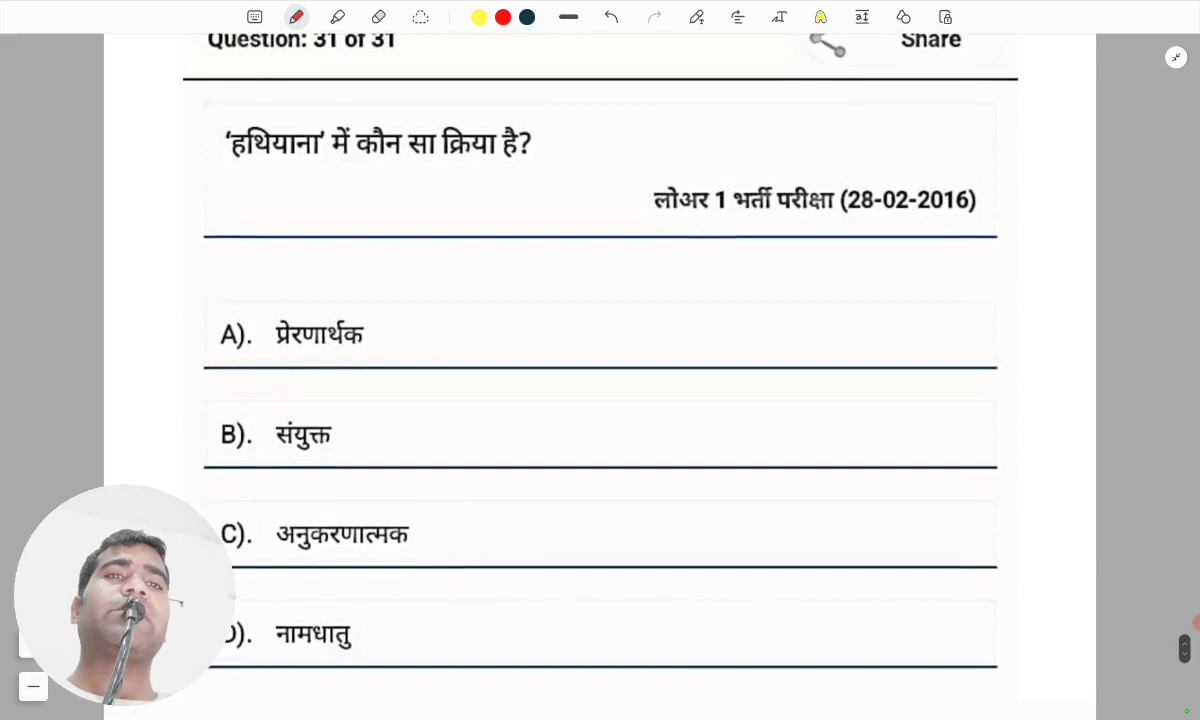 Question: 31 of 31
Share
‘हथियाना’ में कौन सा क्रिया है?
लोअर 1 भर्ती परीक्षा (28-02-2016)
A). प्रेरणार्थक
B). संयुक्त
C). अनुकरणात्मक
D). नामधातु